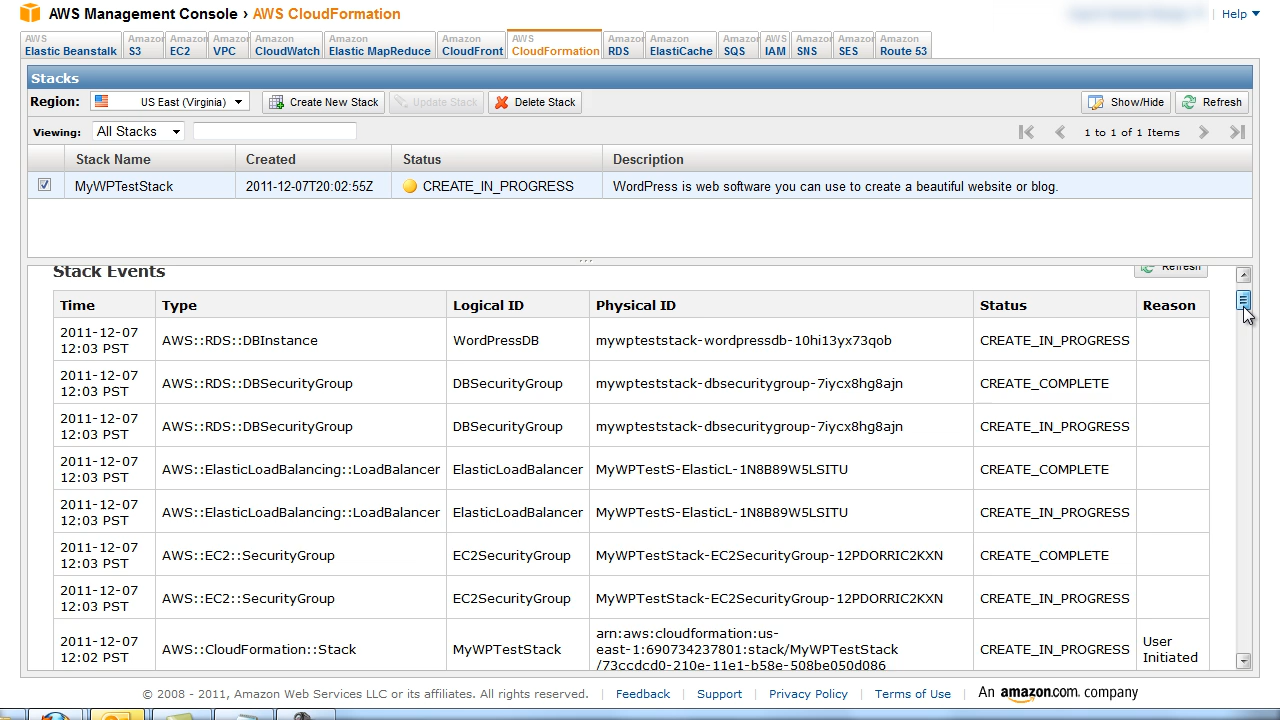 AWS Management Console › AWS CloudFormation
Help
AWS Elastic Beanstalk
Amazon S3
Amazon EC2
Amazon VPC
Amazon CloudWatch
Amazon Elastic MapReduce
Amazon CloudFront
AWS CloudFormation
Amazon RDS
Amazon ElastiCache
Amazon SQS
AWS IAM
Amazon SNS
Amazon SES
Amazon Route 53
Stacks
Region: US East (Virginia) Create New Stack Update Stack Delete Stack Show/Hide Refresh
Viewing: All Stacks 1 to 1 of 1 Items
Stack Name Created Status Description
MyWPTestStack 2011-12-07T20:02:55Z CREATE_IN_PROGRESS WordPress is web software you can use to create a beautiful website or blog.
Stack Events Refresh
Time Type Logical ID Physical ID Status Reason
2011-12-07 12:03 PST AWS::RDS::DBInstance WordPressDB mywpteststack-wordpressdb-10hi13yx73qob CREATE_IN_PROGRESS
2011-12-07 12:03 PST AWS::RDS::DBSecurityGroup DBSecurityGroup mywpteststack-dbsecuritygroup-7iycx8hg8ajn CREATE_COMPLETE
2011-12-07 12:03 PST AWS::RDS::DBSecurityGroup DBSecurityGroup mywpteststack-dbsecuritygroup-7iycx8hg8ajn CREATE_IN_PROGRESS
2011-12-07 12:03 PST AWS::ElasticLoadBalancing::LoadBalancer ElasticLoadBalancer MyWPTestS-ElasticL-1N8B89W5LSITU CREATE_COMPLETE
2011-12-07 12:03 PST AWS::ElasticLoadBalancing::LoadBalancer ElasticLoadBalancer MyWPTestS-ElasticL-1N8B89W5LSITU CREATE_IN_PROGRESS
2011-12-07 12:03 PST AWS::EC2::SecurityGroup EC2SecurityGroup MyWPTestStack-EC2SecurityGroup-12PDORRIC2KXN CREATE_COMPLETE
2011-12-07 12:03 PST AWS::EC2::SecurityGroup EC2SecurityGroup MyWPTestStack-EC2SecurityGroup-12PDORRIC2KXN CREATE_IN_PROGRESS
2011-12-07 12:02 PST AWS::CloudFormation::Stack MyWPTestStack arn:aws:cloudformation:us-east-1:690734237801:stack/MyWPTestStack/73ccdcd0-210e-11e1-b58e-508be050d086 CREATE_IN_PROGRESS User Initiated
© 2008 - 2011, Amazon Web Services LLC or its affiliates. All rights reserved. Feedback Support Privacy Policy Terms of Use An amazon.com company